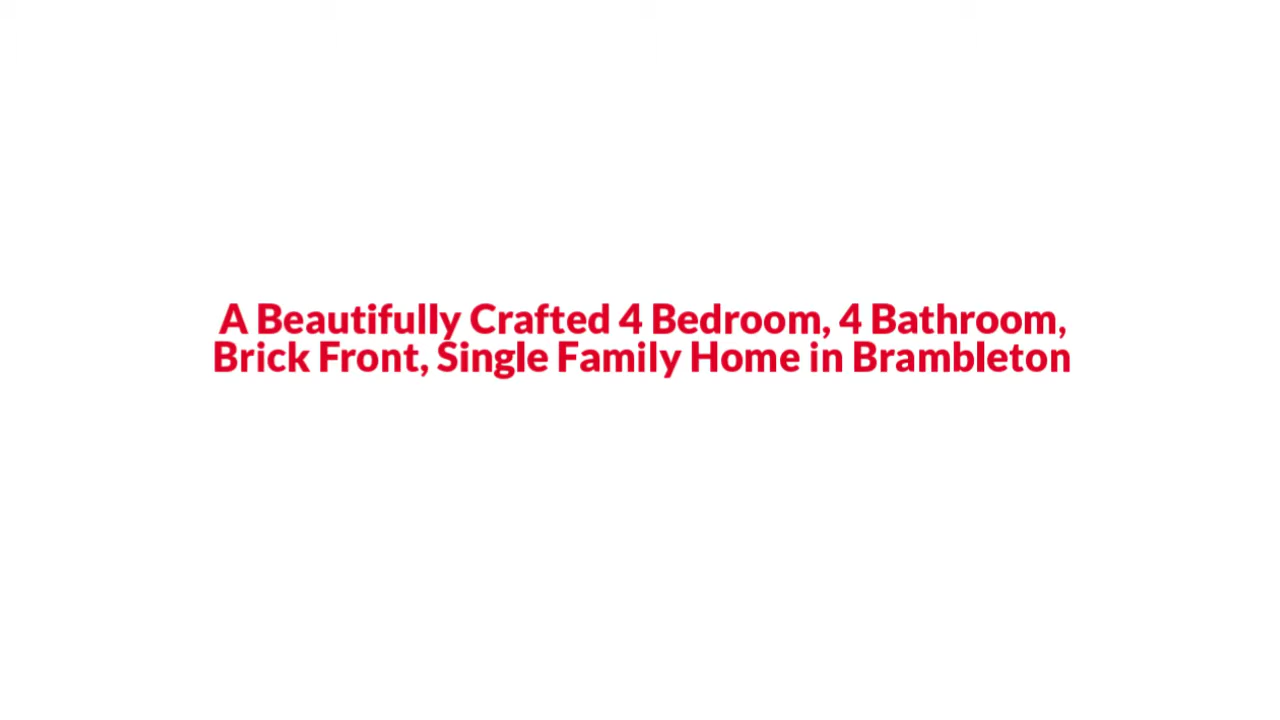 A Beautifully Crafted 4 Bedroom, 4 Bathroom,
Brick Front, Single Family Home in Brambleton